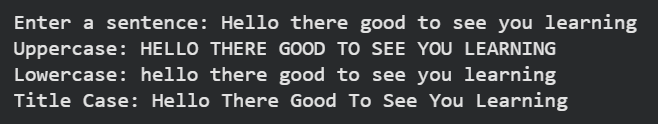 Enter a sentence: Hello there good to see you learning
Uppercase: HELLO THERE GOOD TO SEE YOU LEARNING
Lowercase: hello there good to see you learning
Title Case: Hello There Good To See You Learning